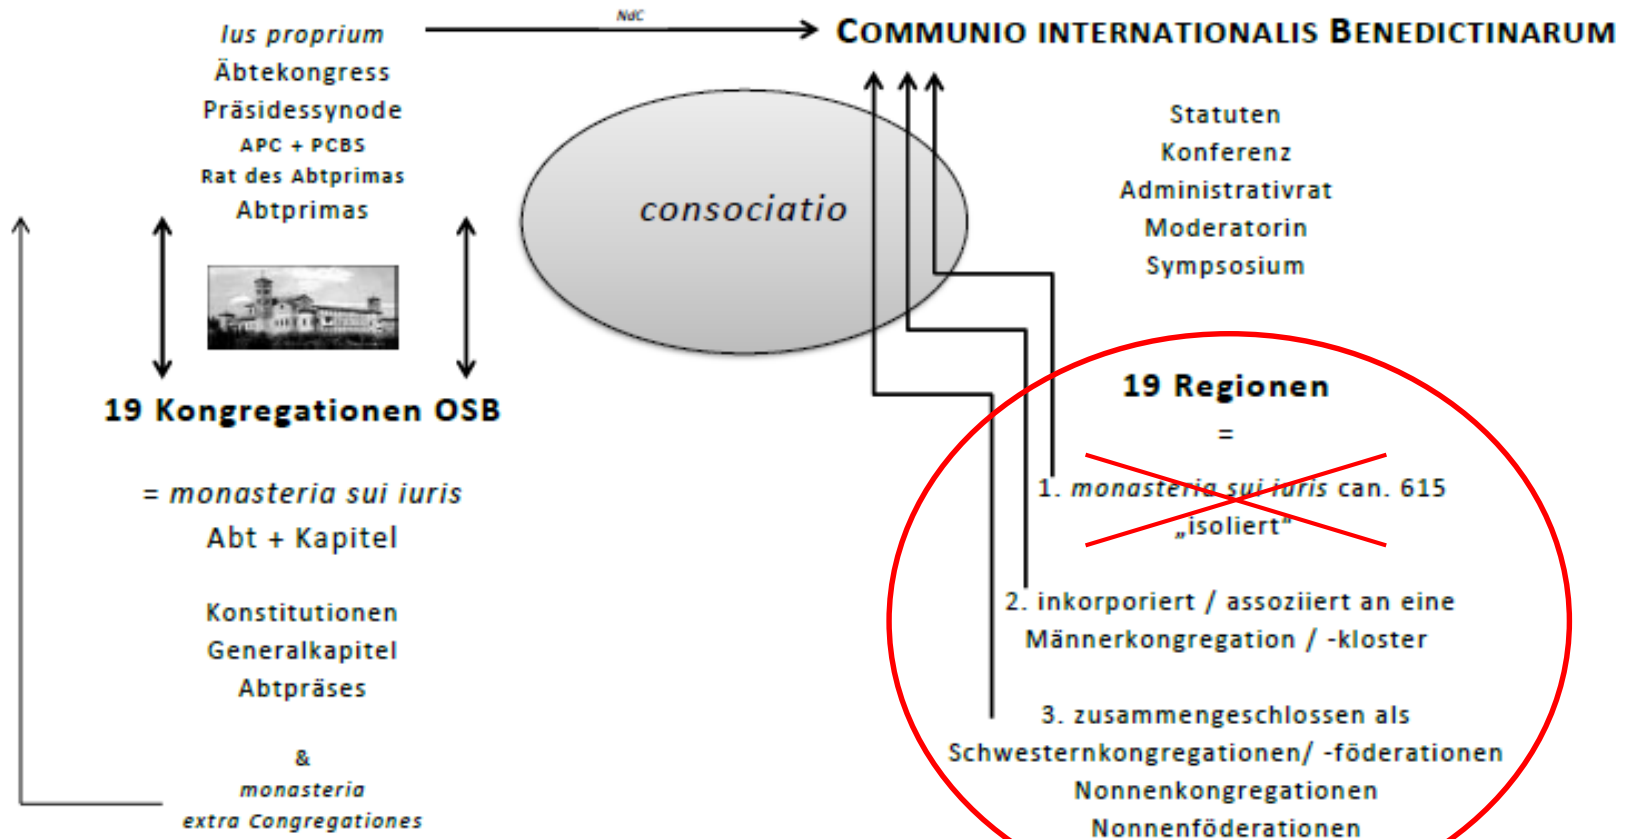 Ius proprium
Äbtekongress
Präsidessynode
APC + PCBS
Rat des Abtprimas
Abtprimas
19 Kongregationen OSB
= monasteria sui iuris
Abt + Kapitel
Konstitutionen
Generalkapitel
Abtpräses
&
monasteria
extra Congregationes
NdC
consociatio
COMMUNIO INTERNATIONALIS BENEDICTINARUM
Statuten
Konferenz
Administrativrat
Moderatorin
Sympsosium
19 Regionen
=
1. monasteria sui iuris can. 615
„isoliert“
2. inkorporiert / assoziiert an eine
Männerkongregation / -kloster
3. zusammengeschlossen als
Schwesternkongregationen/ -föderationen
Nonnenkongregationen
Nonnenföderationen